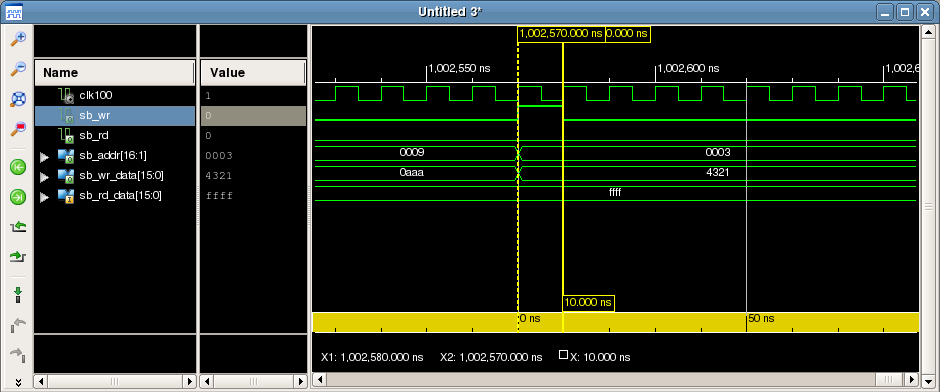 Untitled 3*
1,002,570.000 ns 0.000 ns
1,002,550 ns 1,002,600 ns 1,002,6
Name Value
clk100 1
sb_wr 0
sb_rd 0
sb_addr[16:1] 0003 0009 0003
sb_wr_data[15:0] 4321 0aaa 4321
sb_rd_data[15:0] ffff ffff
10.000 ns
0 ns 50 ns
X1: 1,002,580.000 ns X2: 1,002,570.000 ns X: 10.000 ns